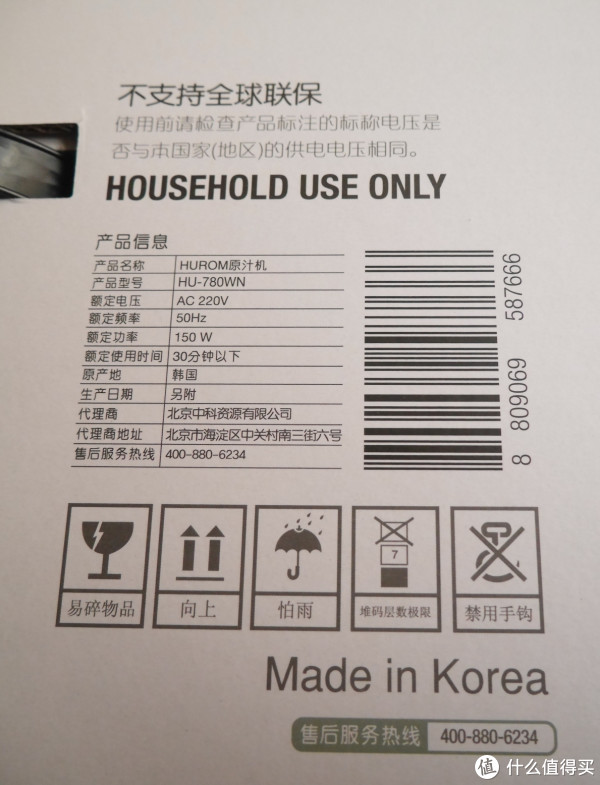 不支持全球联保
使用前请检查产品标注的标称电压是
否与本国家(地区)的供电电压相同。
HOUSEHOLD USE ONLY
产品信息
产品名称 HUROM原汁机
产品型号 HU-780WN
额定电压 AC 220V
额定频率 50Hz
额定功率 150 W
额定使用时间 30分钟以下
原产地 韩国
生产日期 另附
代理商 北京中科资源有限公司
代理商地址 北京市海淀区中关村南三街六号
售后服务热线 400-880-6234
8 809069 587666
7
易碎物品 向上 怕雨 堆码层数极限 禁用手钩
Made in Korea
售后服务热线 400-880-6234
值 什么值得买